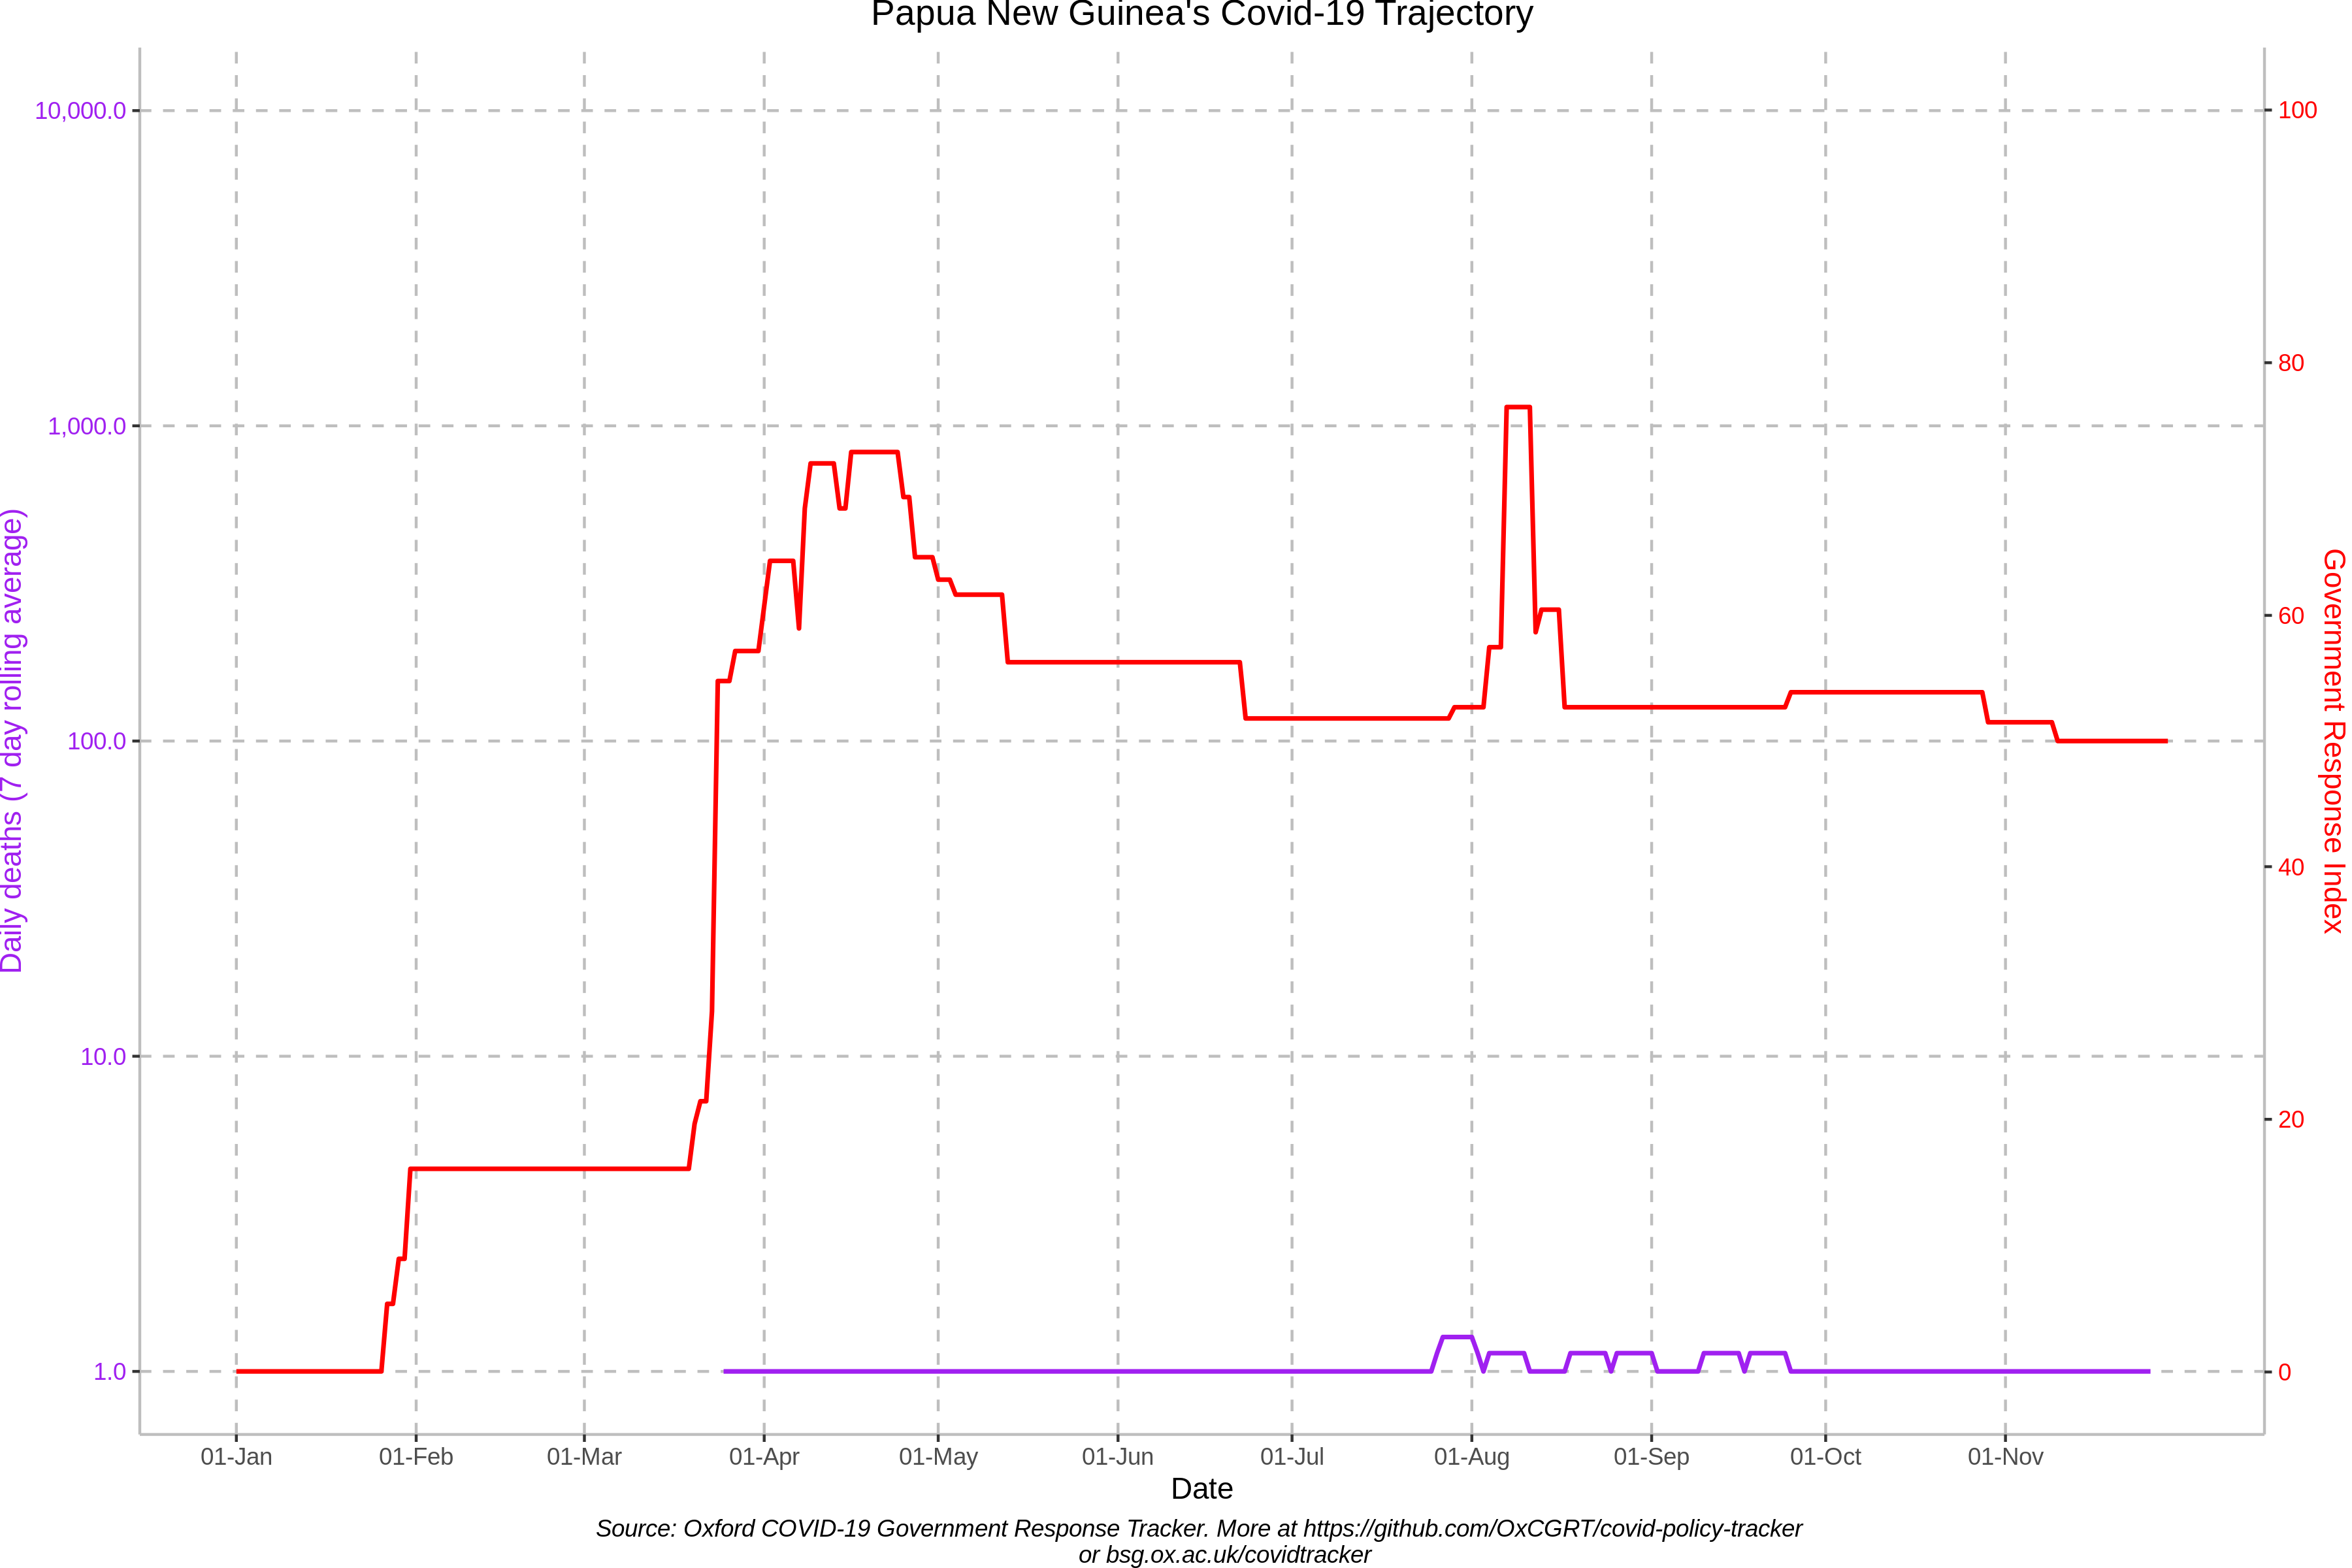 Papua New Guinea's Covid-19 Trajectory
10,000.0
1,000.0
100.0
10.0
1.0
Daily deaths (7 day rolling average)
100
80
60
40
20
0
Government Response Index
01-Jan 01-Feb 01-Mar 01-Apr 01-May 01-Jun 01-Jul 01-Aug 01-Sep 01-Oct 01-Nov
Date
Source: Oxford COVID-19 Government Response Tracker. More at https://github.com/OxCGRT/covid-policy-tracker
or bsg.ox.ac.uk/covidtracker